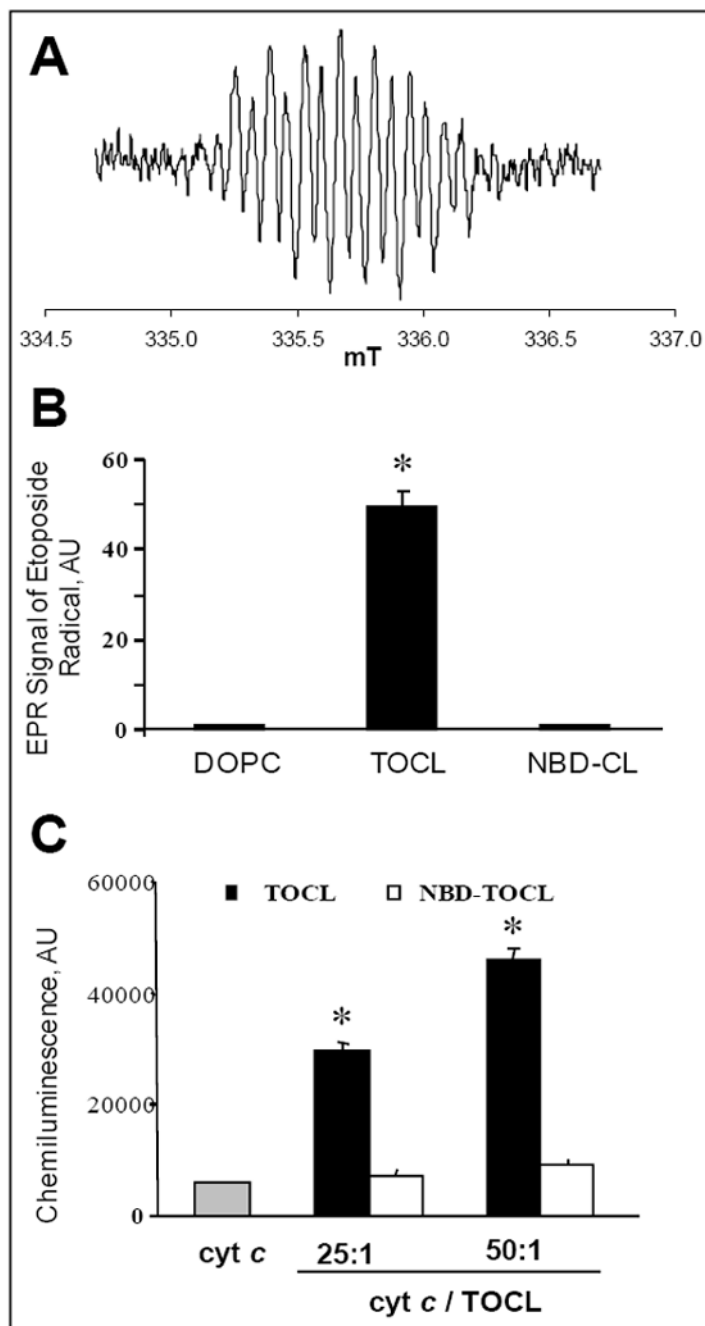 A
334.5 335.0 335.5 336.0 336.5 337.0
mT
B
EPR Signal of Etoposide
Radical, AU
60
40
20
0
*
DOPC TOCL NBD-CL
C
Chemiluminescence, AU
60000
40000
20000
0
TOCL NBD-TOCL
*
*
cyt c 25:1 50:1
cyt c / TOCL